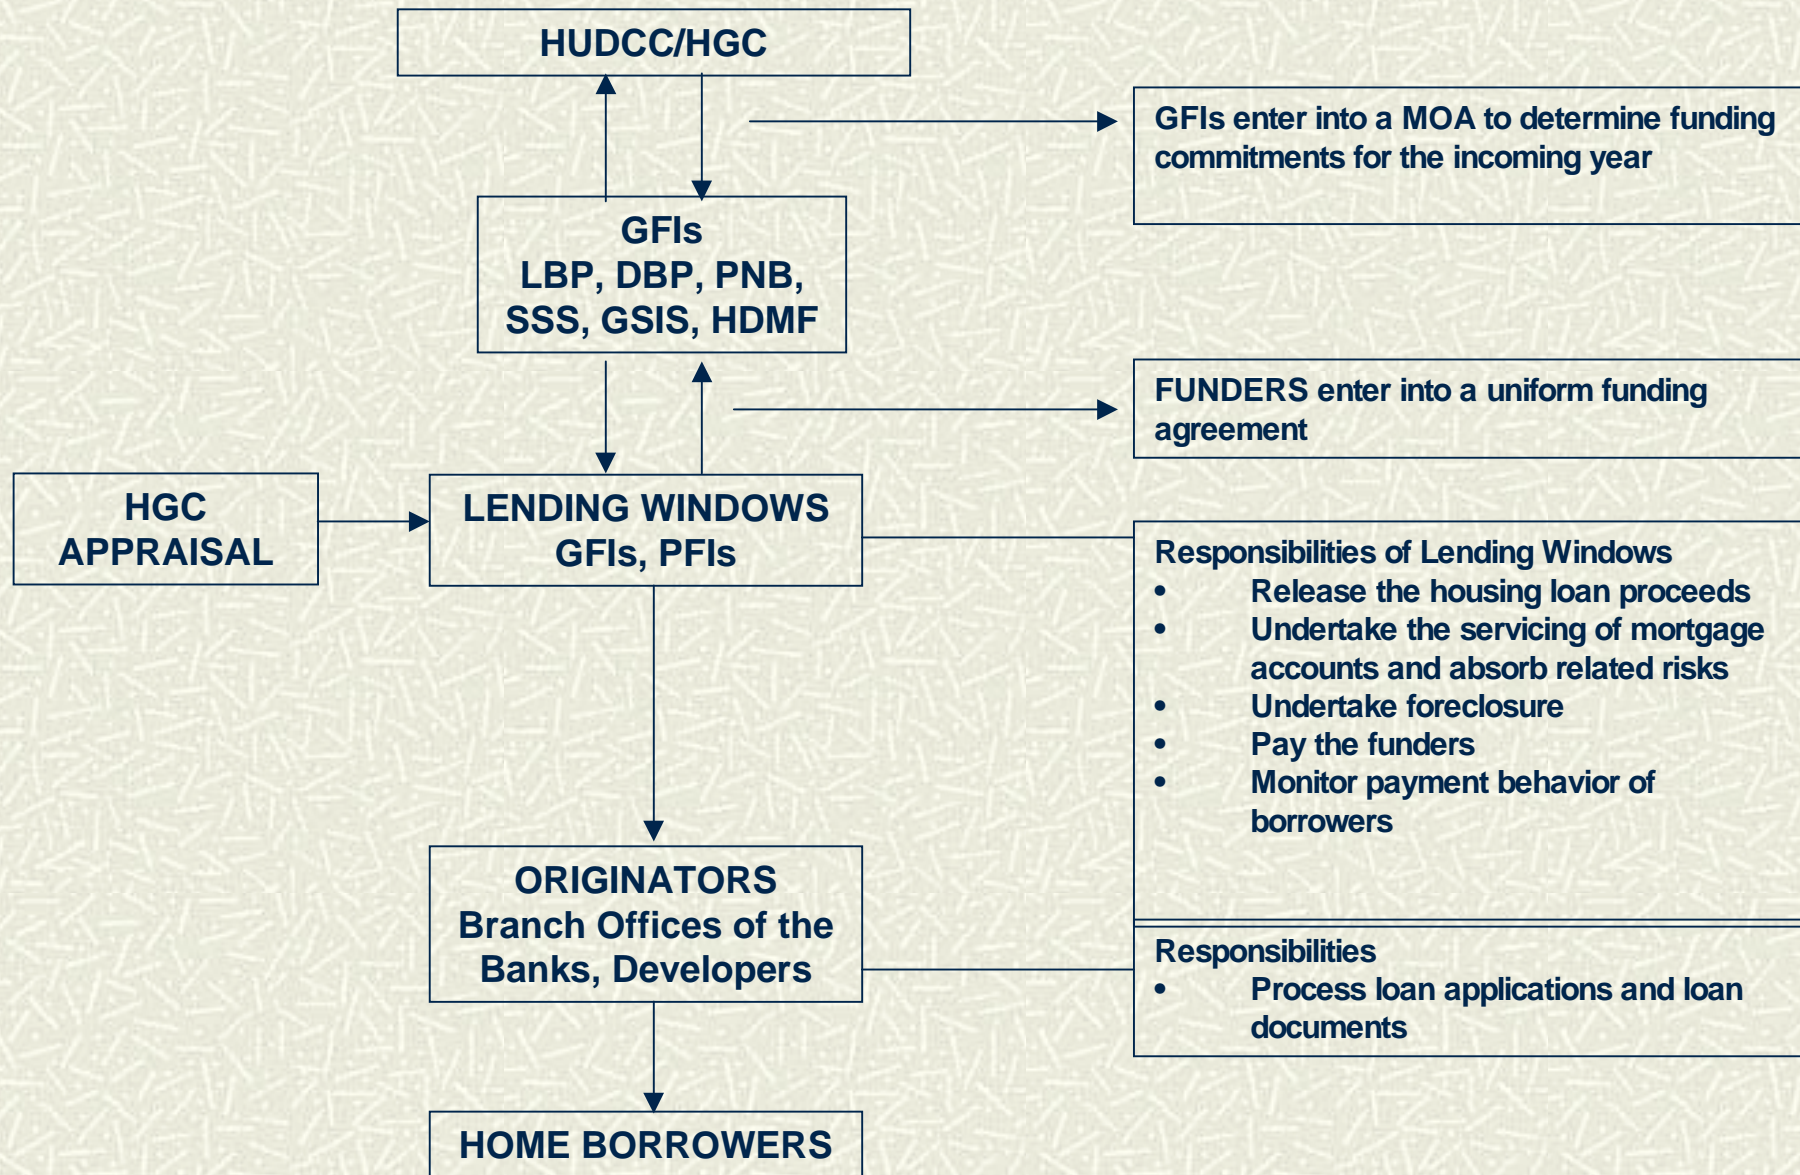 HUDCC/HGC
GFIs enter into a MOA to determine funding
commitments for the incoming year
GFIs
LBP, DBP, PNB,
SSS, GSIS, HDMF
FUNDERS enter into a uniform funding
agreement
HGC
APPRAISAL
LENDING WINDOWS
GFIs, PFIs
Responsibilities of Lending Windows
• Release the housing loan proceeds
• Undertake the servicing of mortgage
accounts and absorb related risks
• Undertake foreclosure
• Pay the funders
• Monitor payment behavior of
borrowers
ORIGINATORS
Branch Offices of the
Banks, Developers
Responsibilities
• Process loan applications and loan
documents
HOME BORROWERS